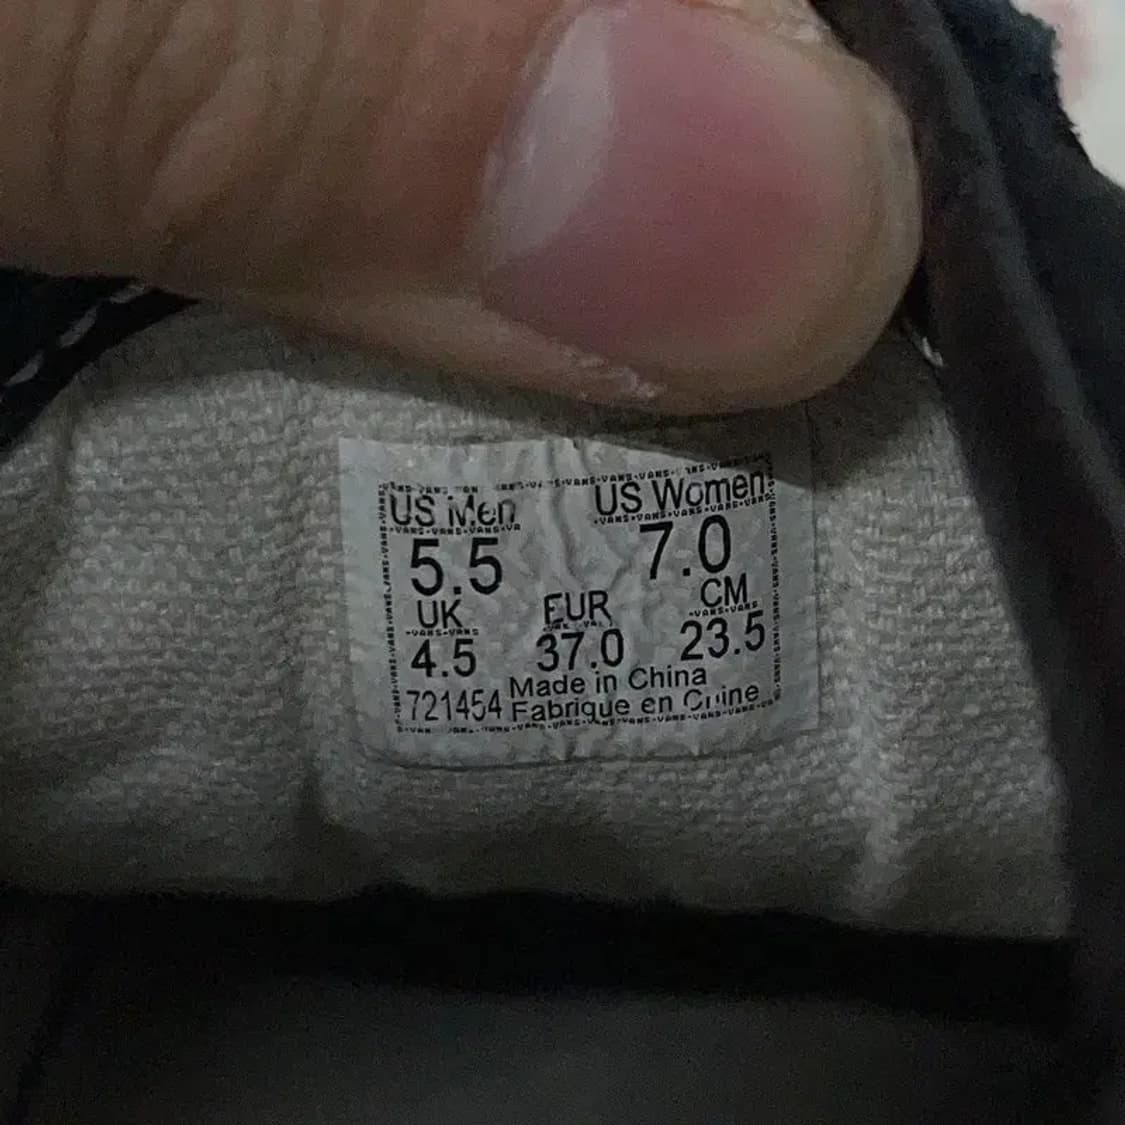 US Men US Women
5.5 7.0
UK EUR CM
4.5 37.0 23.5
721454 Made in China
Fabriqué en Chine